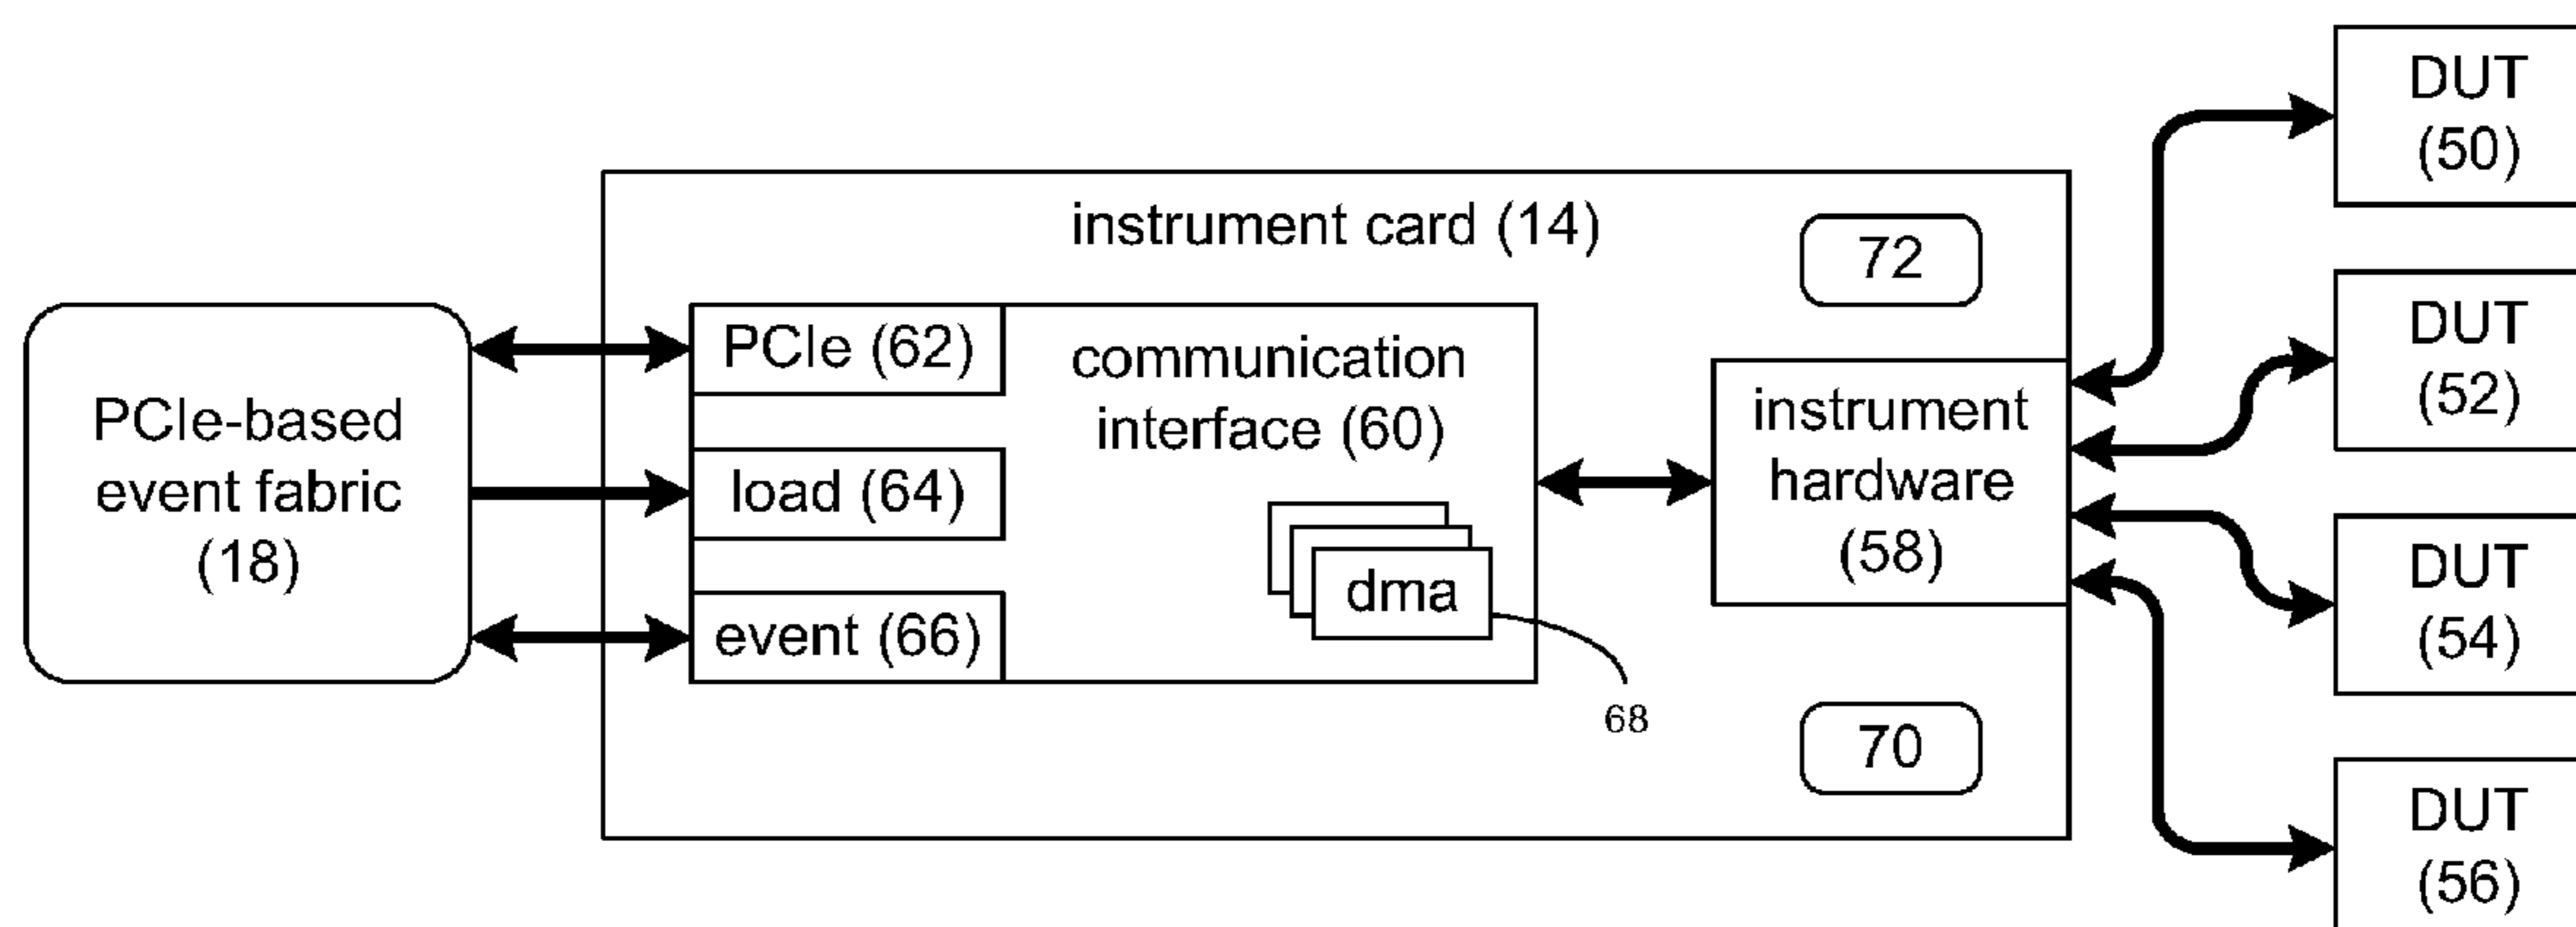 PCIe-based
event fabric
(18)
instrument card (14)
PCIe (62)
load (64)
event (66)
communication
interface (60)
dma
68
72
instrument
hardware
(58)
70
DUT
(50)
DUT
(52)
DUT
(54)
DUT
(56)